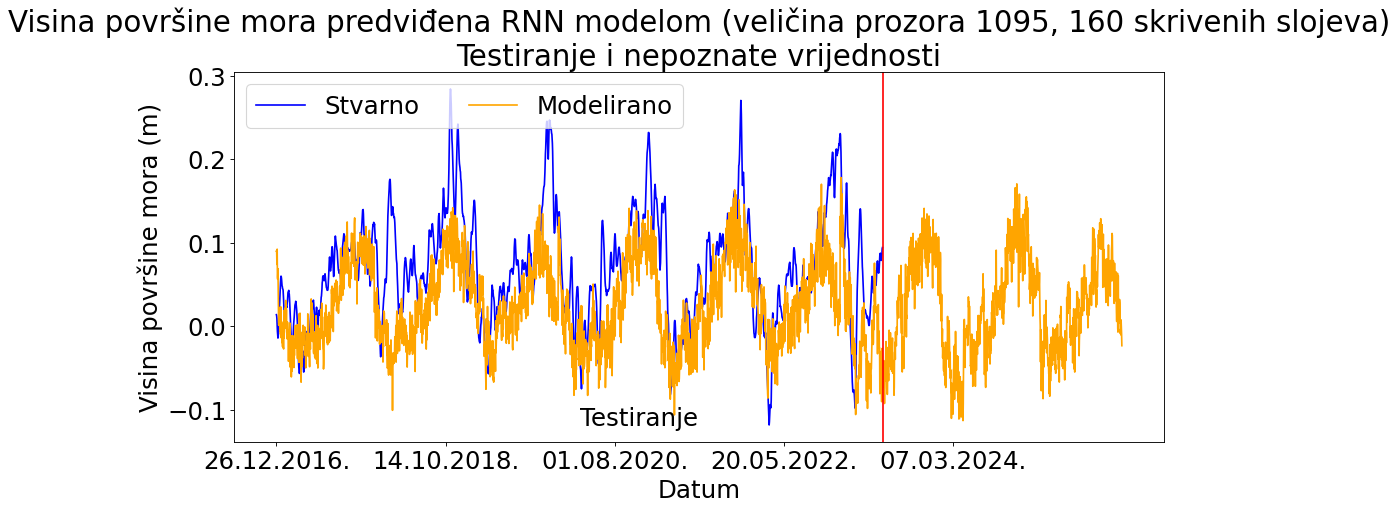 Visina površine mora predviđena RNN modelom (veličina prozora 1095, 160 skrivenih slojeva)
Testiranje i nepoznate vrijednosti
Stvarno
Modelirano
Visina površine mora (m)
0.3
0.2
0.1
0.0
−0.1
Testiranje
26.12.2016.
14.10.2018.
01.08.2020.
20.05.2022.
07.03.2024.
Datum